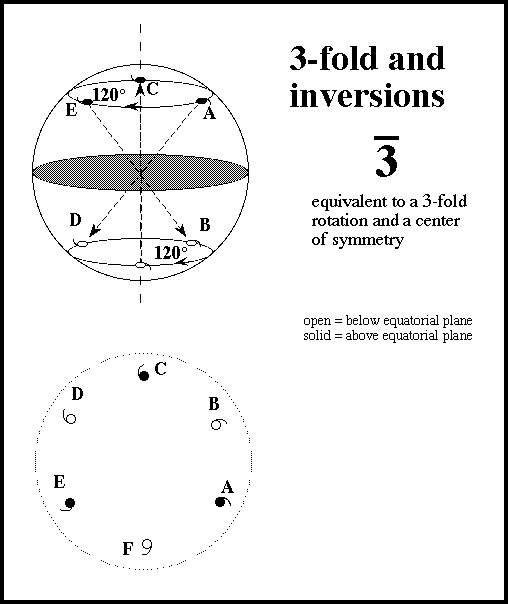 3-fold and
inversions
3̅
equivalent to a 3-fold
rotation and a center
of symmetry
open = below equatorial plane
solid = above equatorial plane
C
120°
E
A
D
B
120°
C
D
B
E
A
F